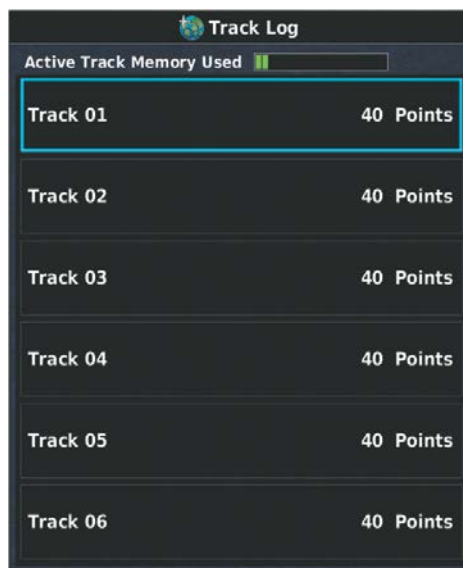 Track Log
Active Track Memory Used
Track 01 40 Points
Track 02 40 Points
Track 03 40 Points
Track 04 40 Points
Track 05 40 Points
Track 06 40 Points